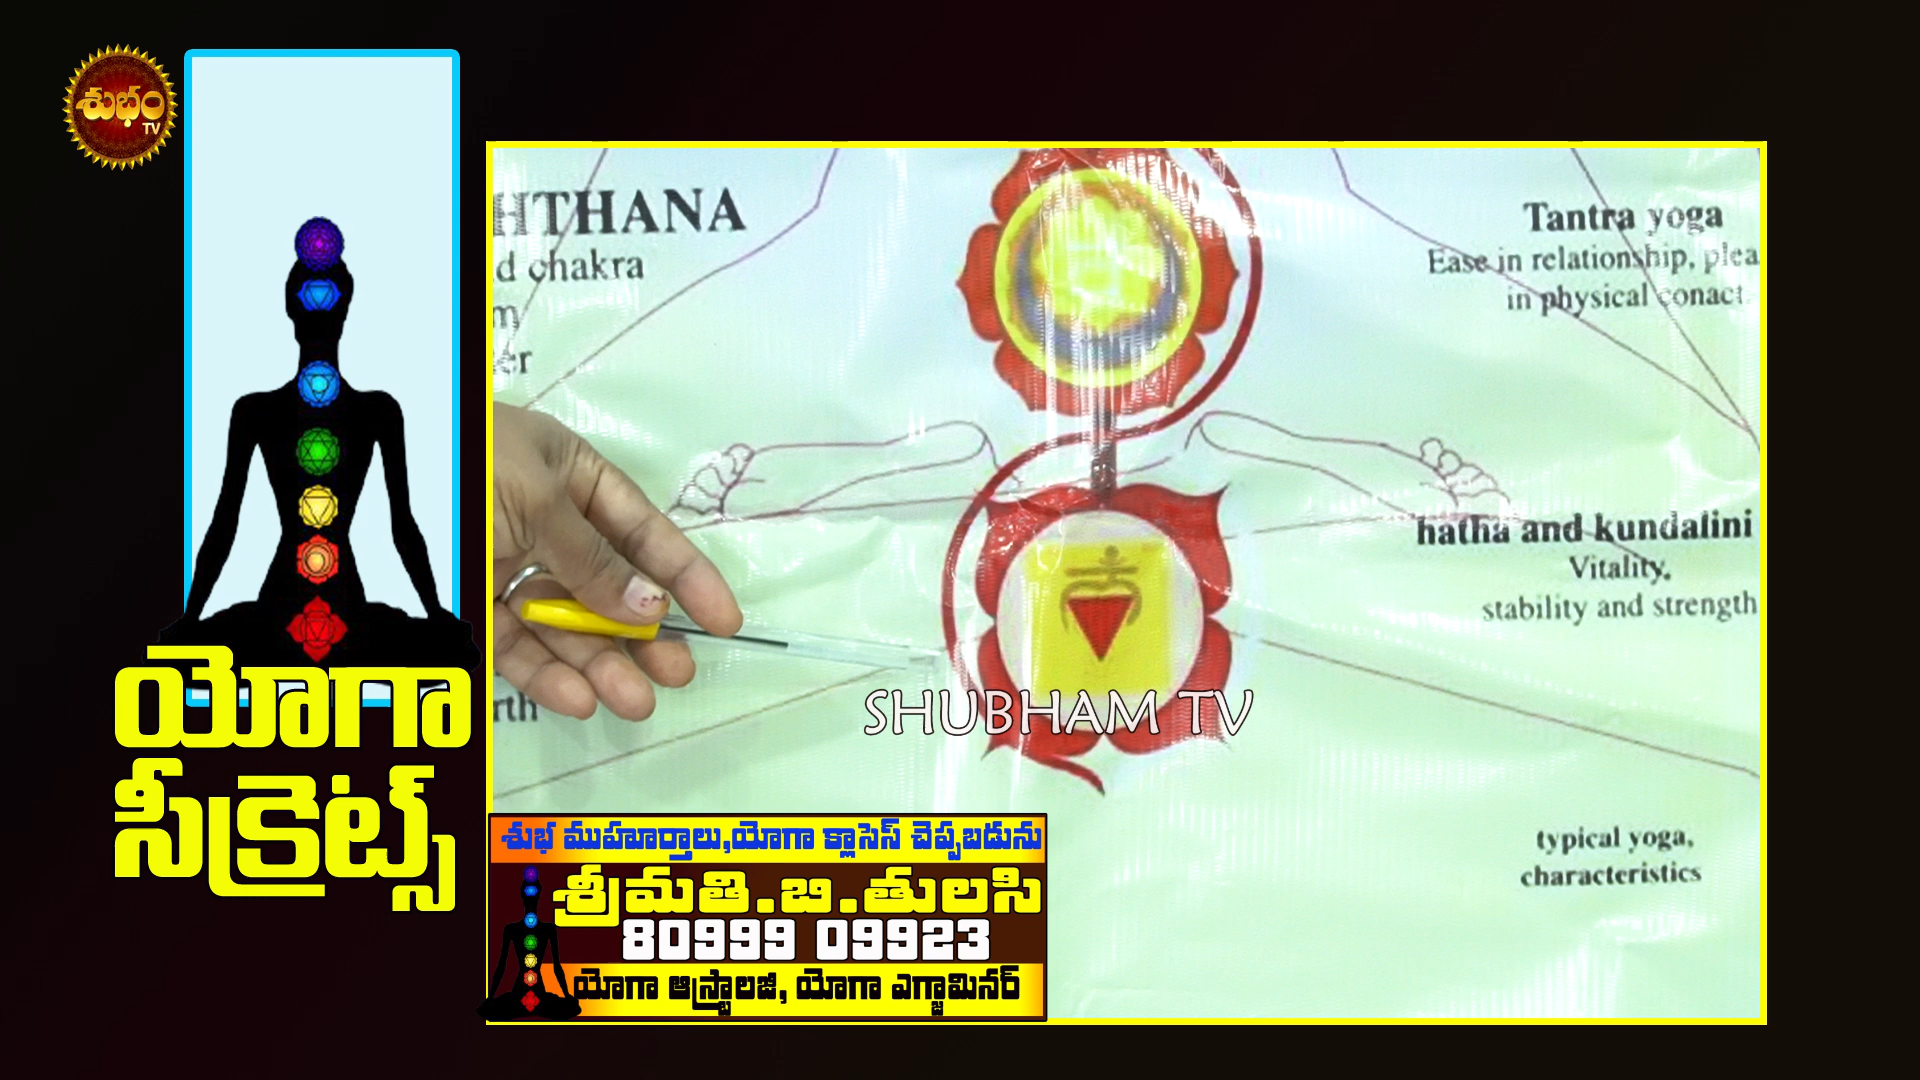 శుభం
TV
యోగా
సీక్రెట్స్
HTHANA
d chakra
er
rth
Tantra yoga
Ease in relationship, plea
in physical conact.
hatha and kundalini
Vitality,
stability and strength
typical yoga,
characteristics
SHUBHAM TV
శుభ ముహూర్తాలు,యోగా క్లాసెస్ చెప్పబడును
శ్రీమతి.బి.తులసి
80999 09923
యోగా ఆస్ట్రాలజీ, యోగా ఎగ్జామినర్